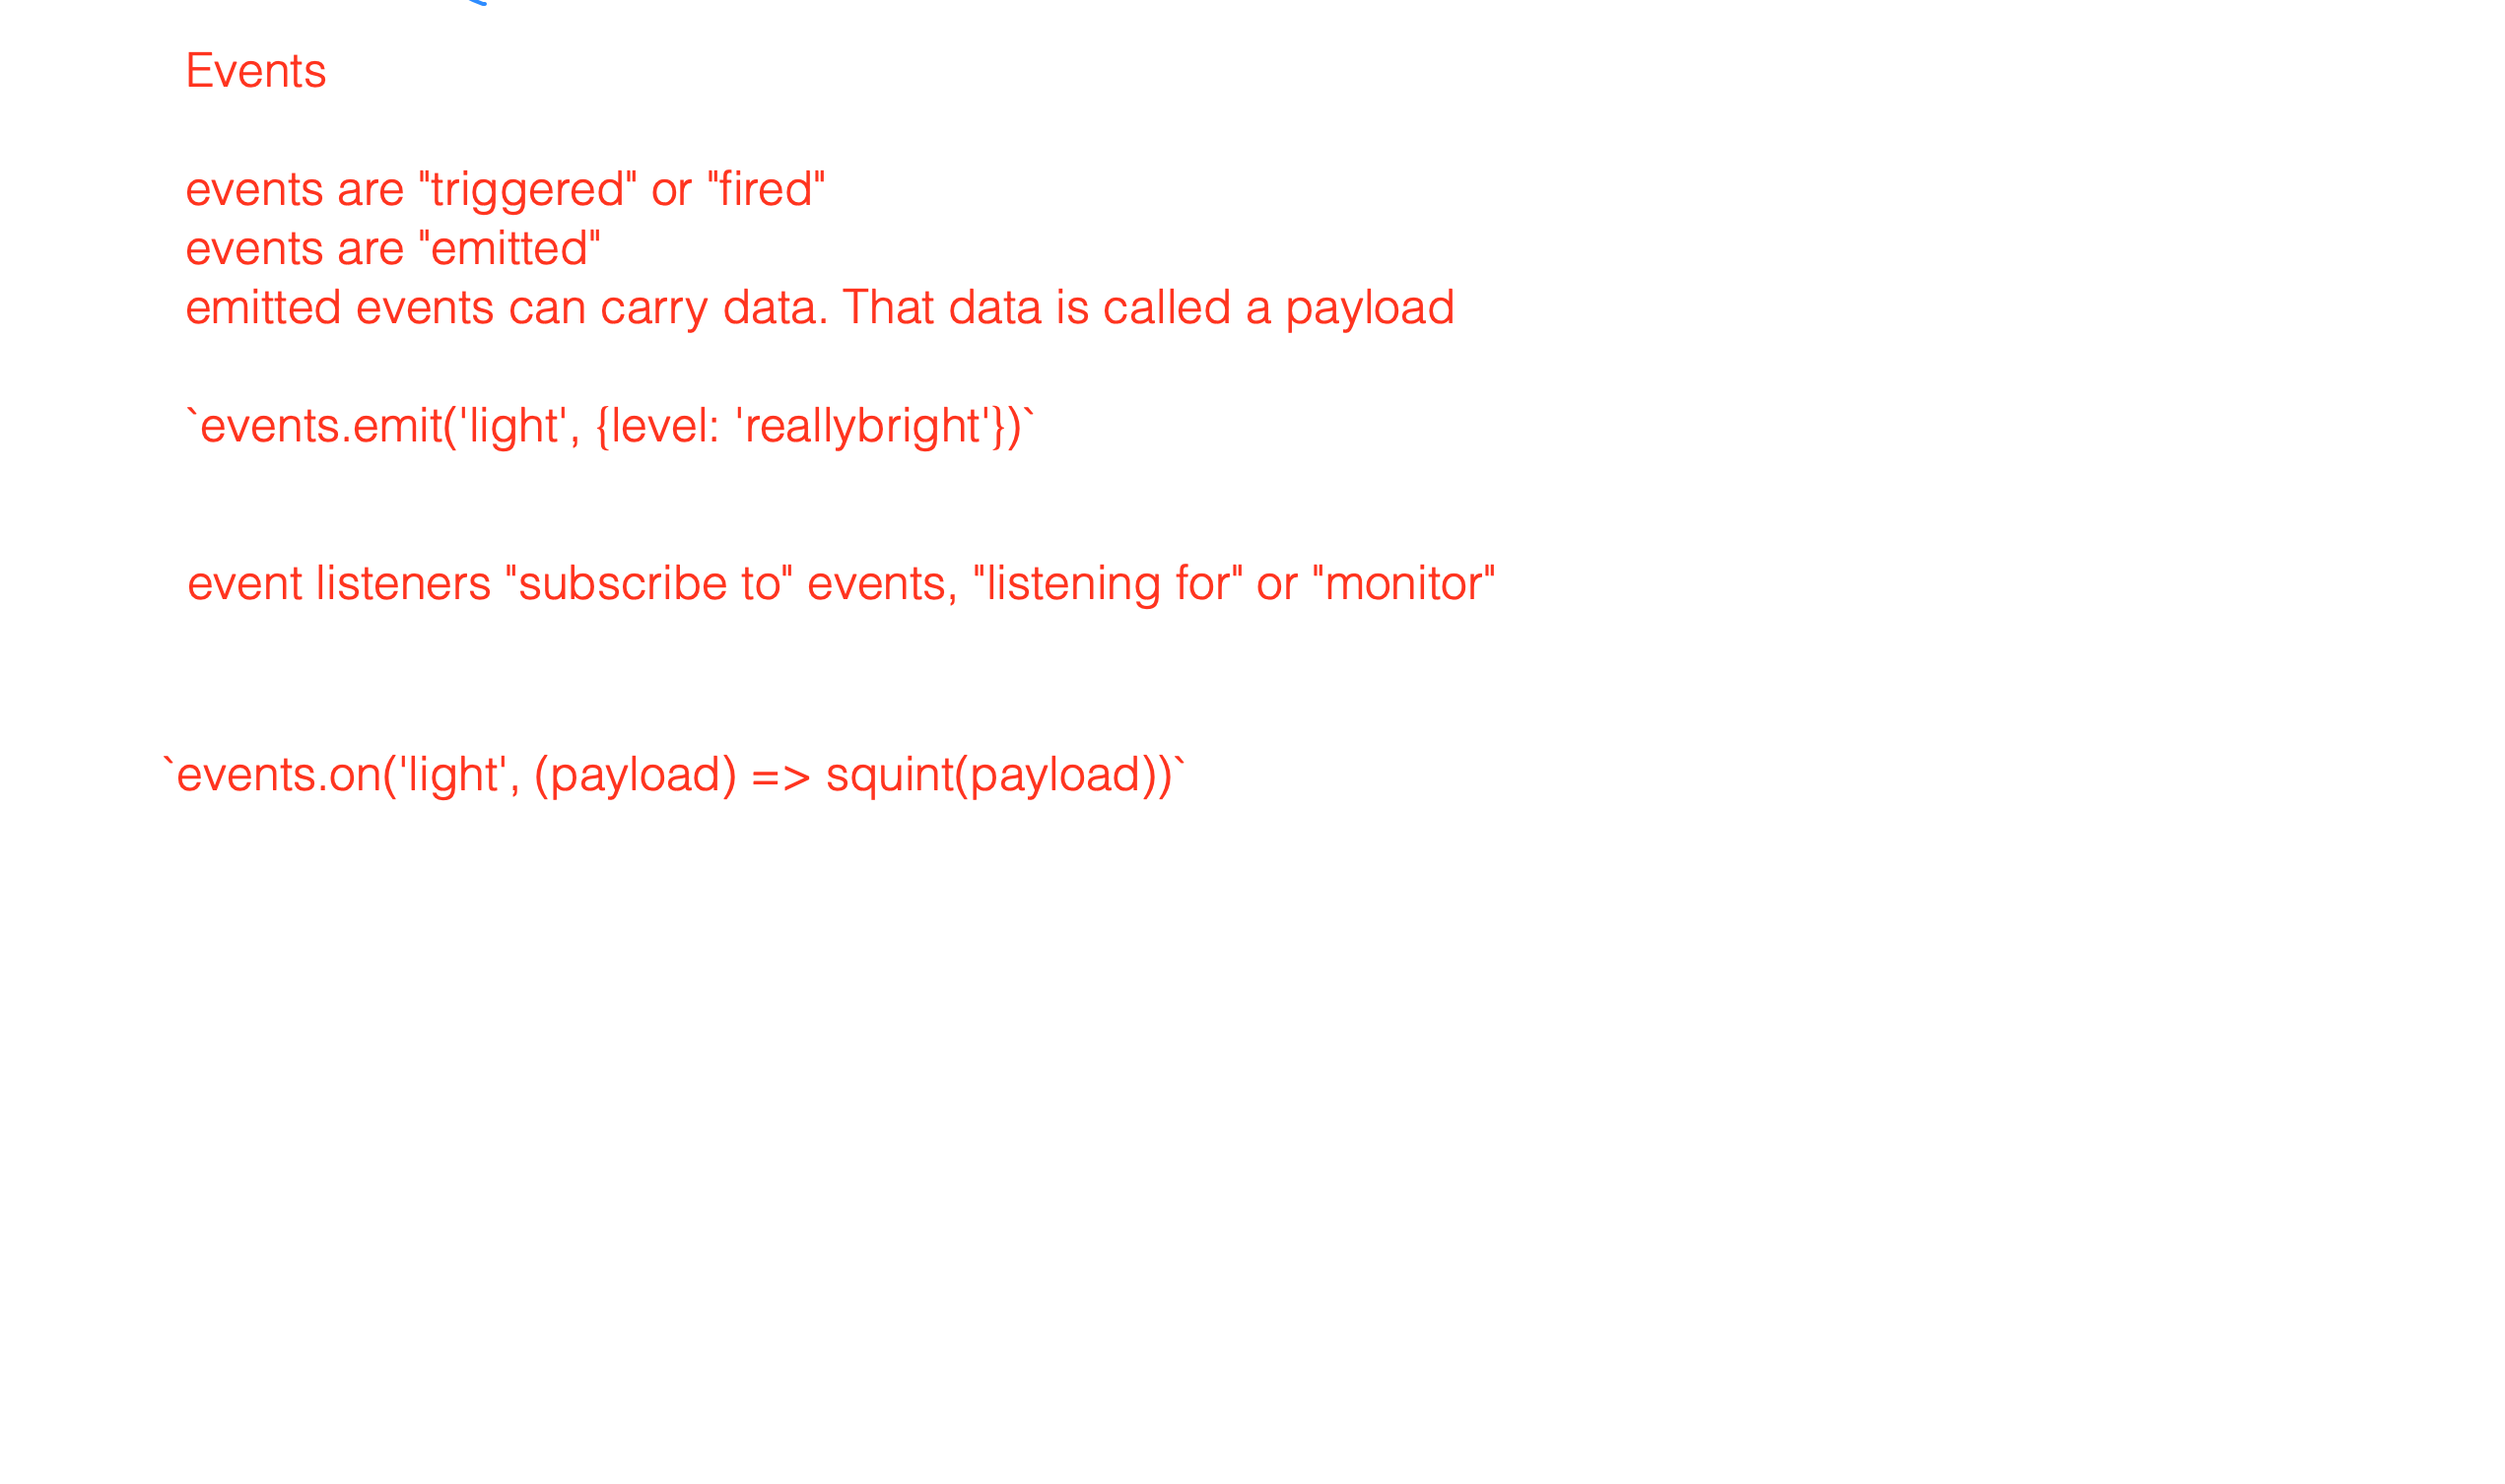 Events
events are "triggered" or "fired"
events are "emitted"
emitted events can carry data. That data is called a payload
`events.emit('light', {level: 'reallybright'})`
event listeners "subscribe to" events, "listening for" or "monitor"
`events.on('light', (payload) => squint(payload))`